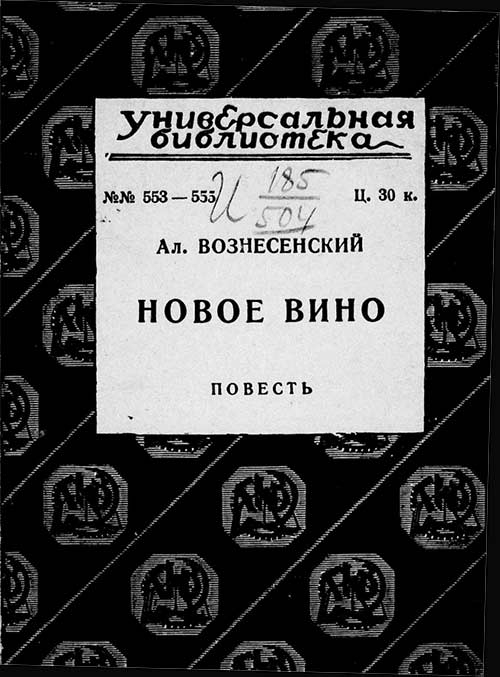 Универсальная
библиотека
№№ 553 — 555 Ц. 30 к.
И 185
504
Ал. ВОЗНЕСЕНСКИЙ
НОВОЕ ВИНО
ПОВЕСТЬ